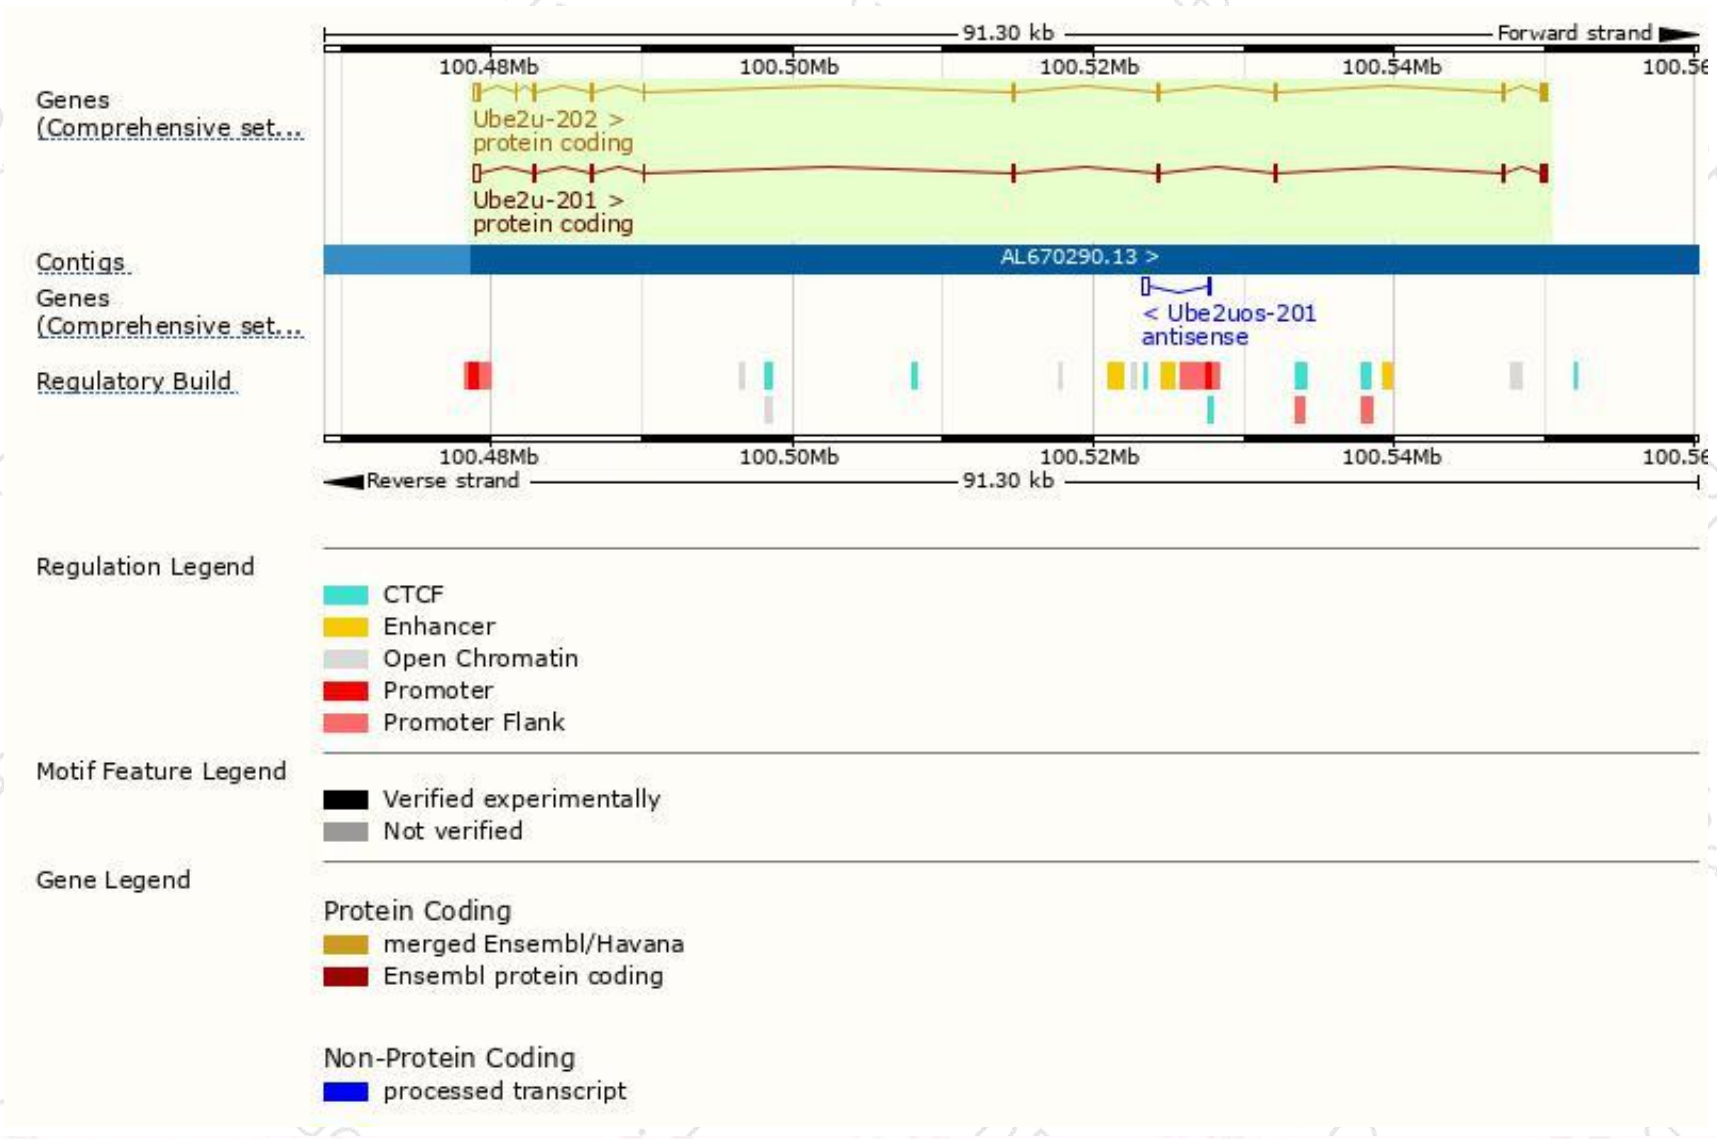 91.30 kb Forward strand
100.48Mb 100.50Mb 100.52Mb 100.54Mb 100.56
Genes
(Comprehensive set...
Ube2u-202 >
protein coding
Ube2u-201 >
protein coding
Contigs
AL670290.13 >
Genes
(Comprehensive set...
< Ube2uos-201
antisense
Regulatory Build
100.48Mb 100.50Mb 100.52Mb 100.54Mb 100.56
Reverse strand 91.30 kb
Regulation Legend
CTCF
Enhancer
Open Chromatin
Promoter
Promoter Flank
Motif Feature Legend
Verified experimentally
Not verified
Gene Legend
Protein Coding
merged Ensembl/Havana
Ensembl protein coding
Non-Protein Coding
processed transcript